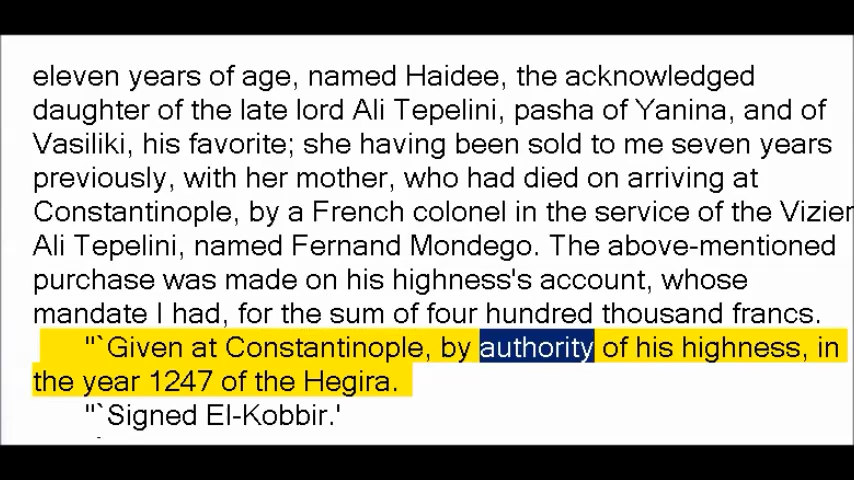 eleven years of age, named Haidee, the acknowledged
daughter of the late lord Ali Tepelini, pasha of Yanina, and of
Vasiliki, his favorite; she having been sold to me seven years
previously, with her mother, who had died on arriving at
Constantinople, by a French colonel in the service of the Vizier
Ali Tepelini, named Fernand Mondego. The above-mentioned
purchase was made on his highness's account, whose
mandate I had, for the sum of four hundred thousand francs.
"`Given at Constantinople, by authority of his highness, in
the year 1247 of the Hegira.
"`Signed El-Kobbir.'